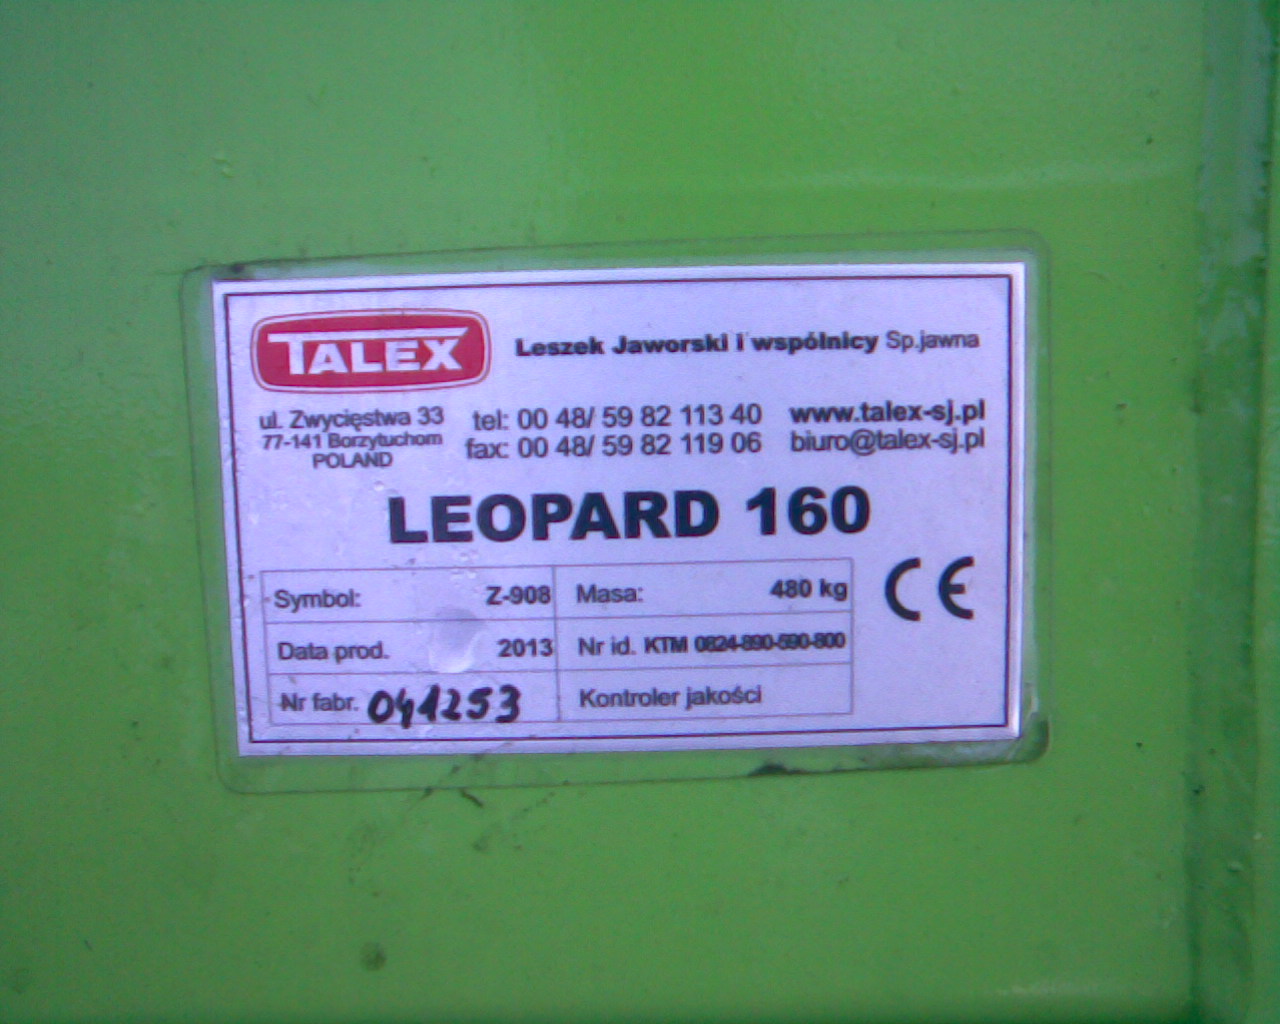 TALEX Leszek Jaworski i wspólnicy Sp.jawna
ul. Zwycięstwa 33 tel: 00 48/ 59 82 113 40 www.talex-sj.pl
77-141 Borzytuchom fax: 00 48/ 59 82 119 06 biuro@talex-sj.pl
POLAND
LEOPARD 160
Symbol: Z-908 Masa: 480 kg CE
Data prod. 2013 Nr id. KTM 0824-890-590-800
Nr fabr. 041253 Kontroler jakości